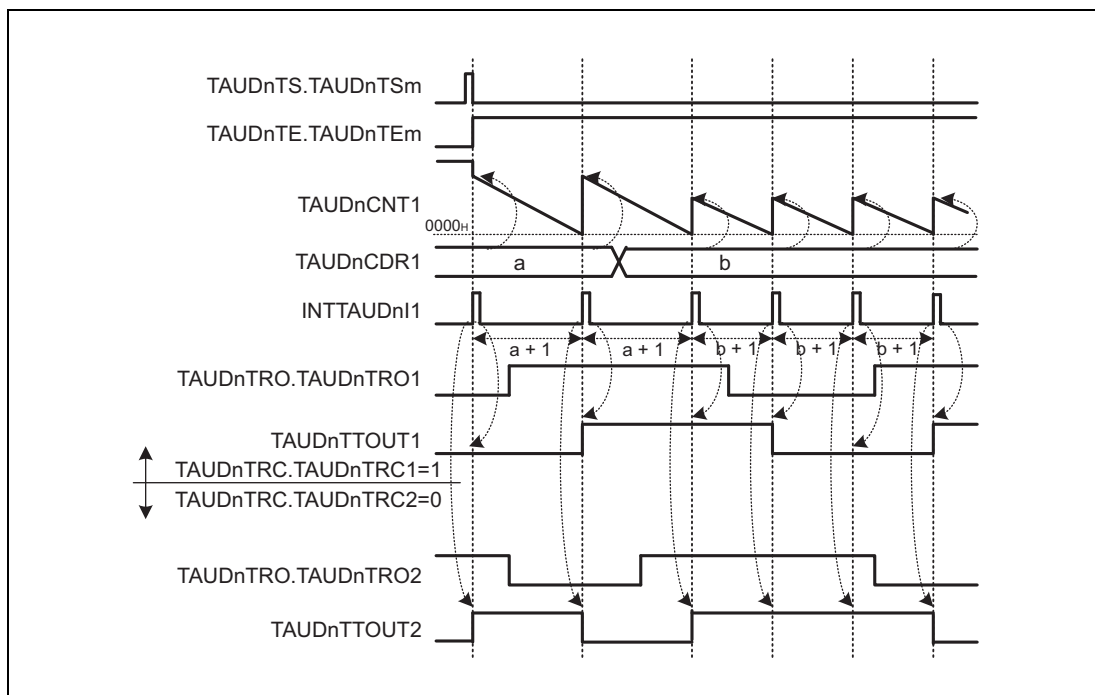 TAUDnTS.TAUDnTSm
TAUDnTE.TAUDnTEm
TAUDnCNT1
0000H
TAUDnCDR1
a
b
INTTAUDnI1
a + 1
a + 1
b + 1
b + 1
b + 1
TAUDnTRO.TAUDnTRO1
TAUDnTTOUT1
TAUDnTRC.TAUDnTRC1=1
TAUDnTRC.TAUDnTRC2=0
TAUDnTRO.TAUDnTRO2
TAUDnTTOUT2